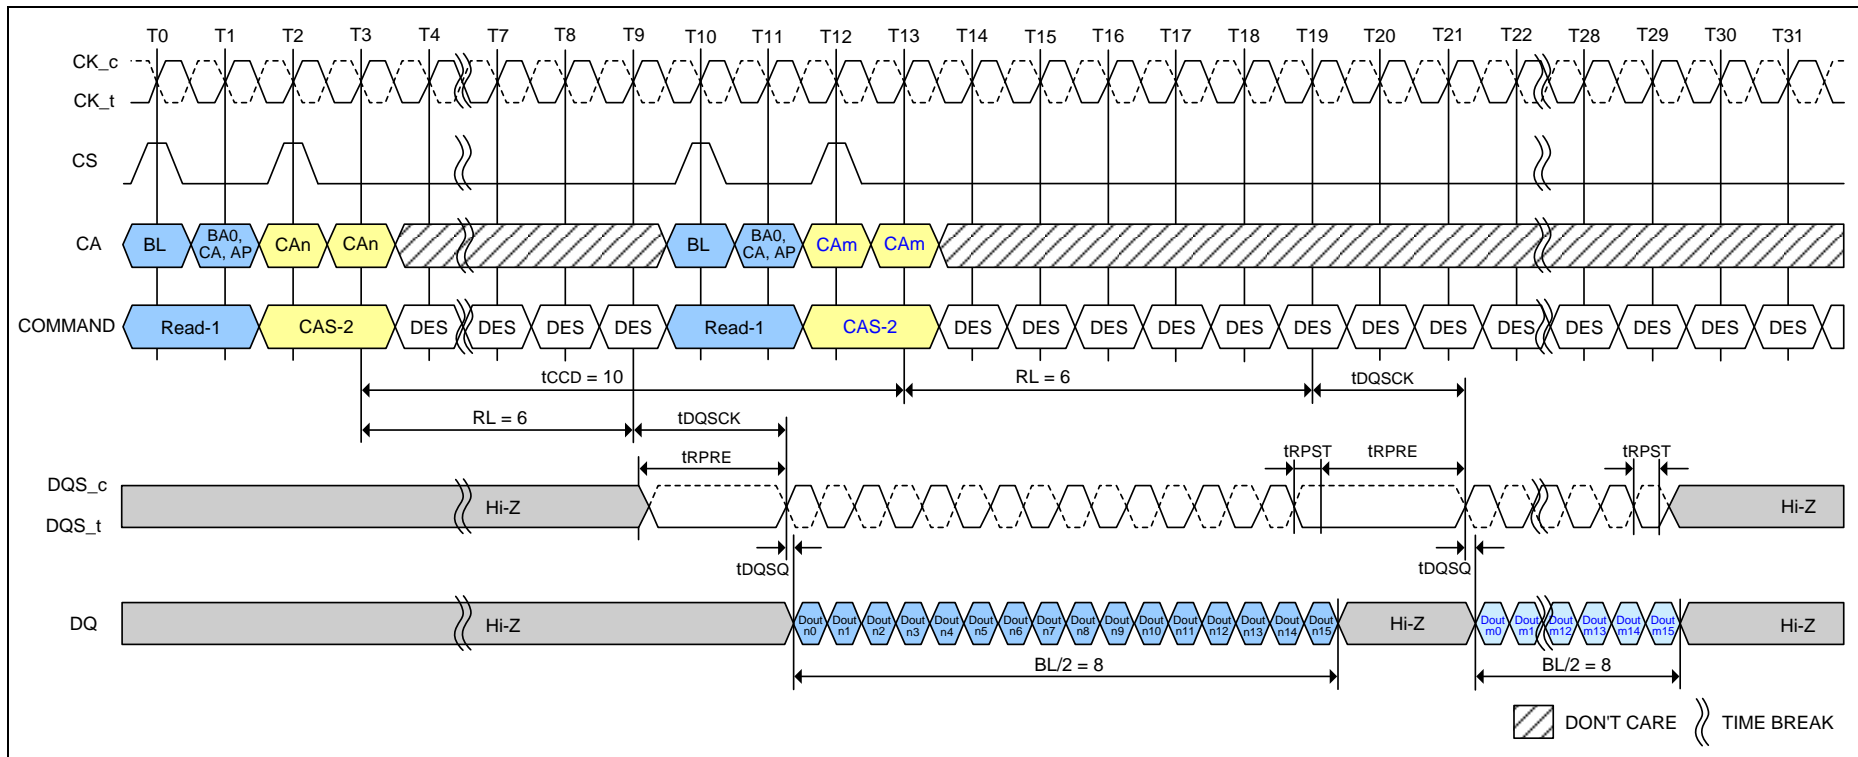 T0 T1 T2 T3 T4 T7 T8 T9 T10 T11 T12 T13 T14 T15 T16 T17 T18 T19 T20 T21 T22 T28 T29 T30 T31
CK_c
CK_t
CS
CA BL BA0, CA, AP CAn CAn BL BA0, CA, AP CAm CAm
COMMAND Read-1 CAS-2 DES DES DES DES Read-1 CAS-2 DES DES DES DES DES DES DES DES DES DES DES DES DES
tCCD = 10 RL = 6 tDQSCK
RL = 6 tDQSCK
tRPRE tRPST tRPRE tRPST
DQS_c
Hi-Z Hi-Z
DQS_t
tDQSQ tDQSQ
DQ Hi-Z Dout n0 Dout n1 Dout n2 Dout n3 Dout n4 Dout n5 Dout n6 Dout n7 Dout n8 Dout n9 Dout n10 Dout n11 Dout n12 Dout n13 Dout n14 Dout n15 Hi-Z Dout m0 Dout m1 Dout m12 Dout m13 Dout m14 Dout m15 Hi-Z
BL/2 = 8 BL/2 = 8
DON'T CARE TIME BREAK